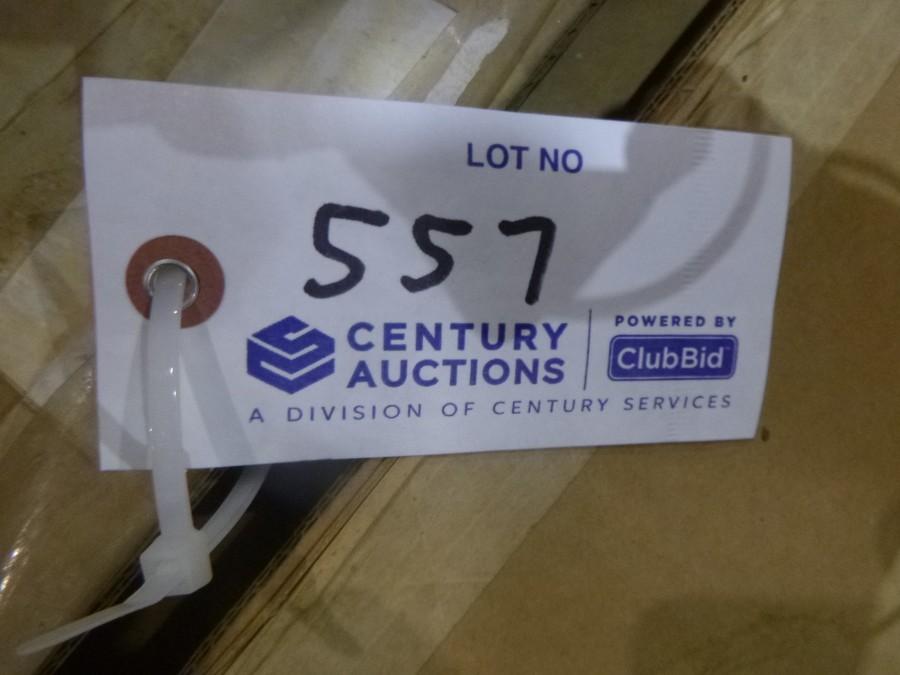 LOT NO
557
CENTURY
AUCTIONS
POWERED BY
ClubBid
A DIVISION OF CENTURY SERVICES